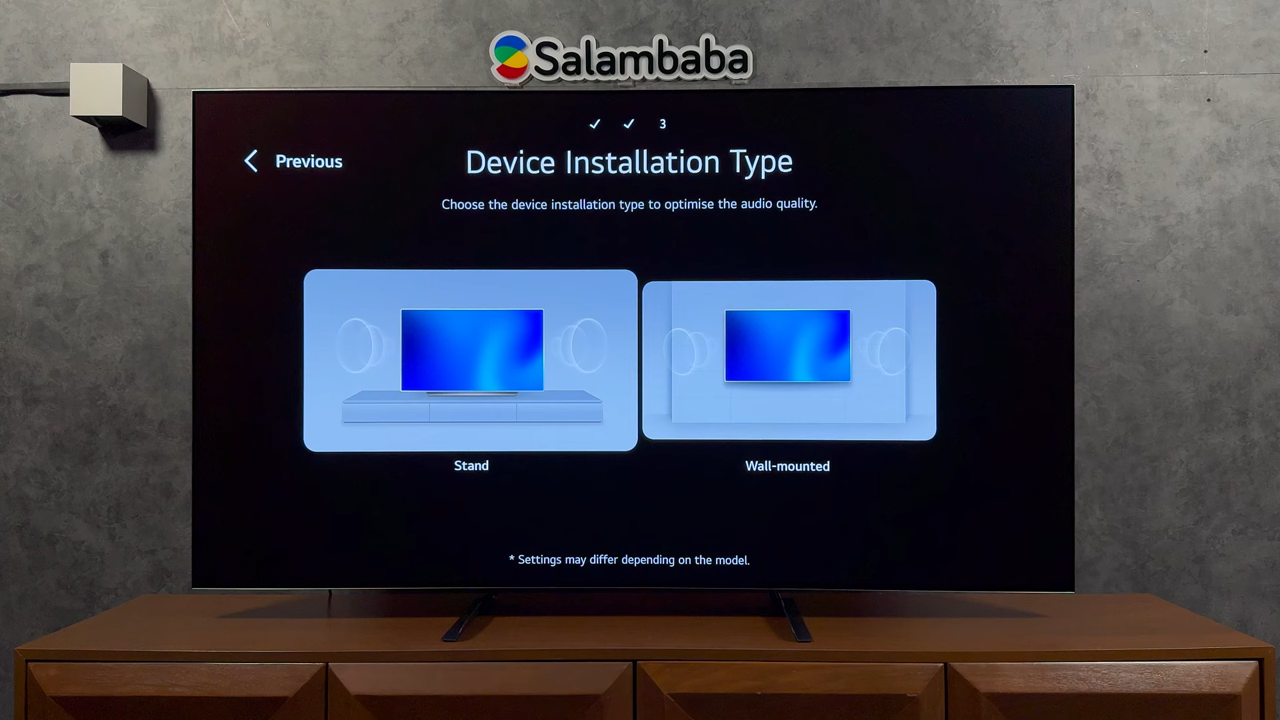 Salambaba
✓ ✓ 3
Previous
Device Installation Type
Choose the device installation type to optimise the audio quality.
Stand
Wall-mounted
* Settings may differ depending on the model.